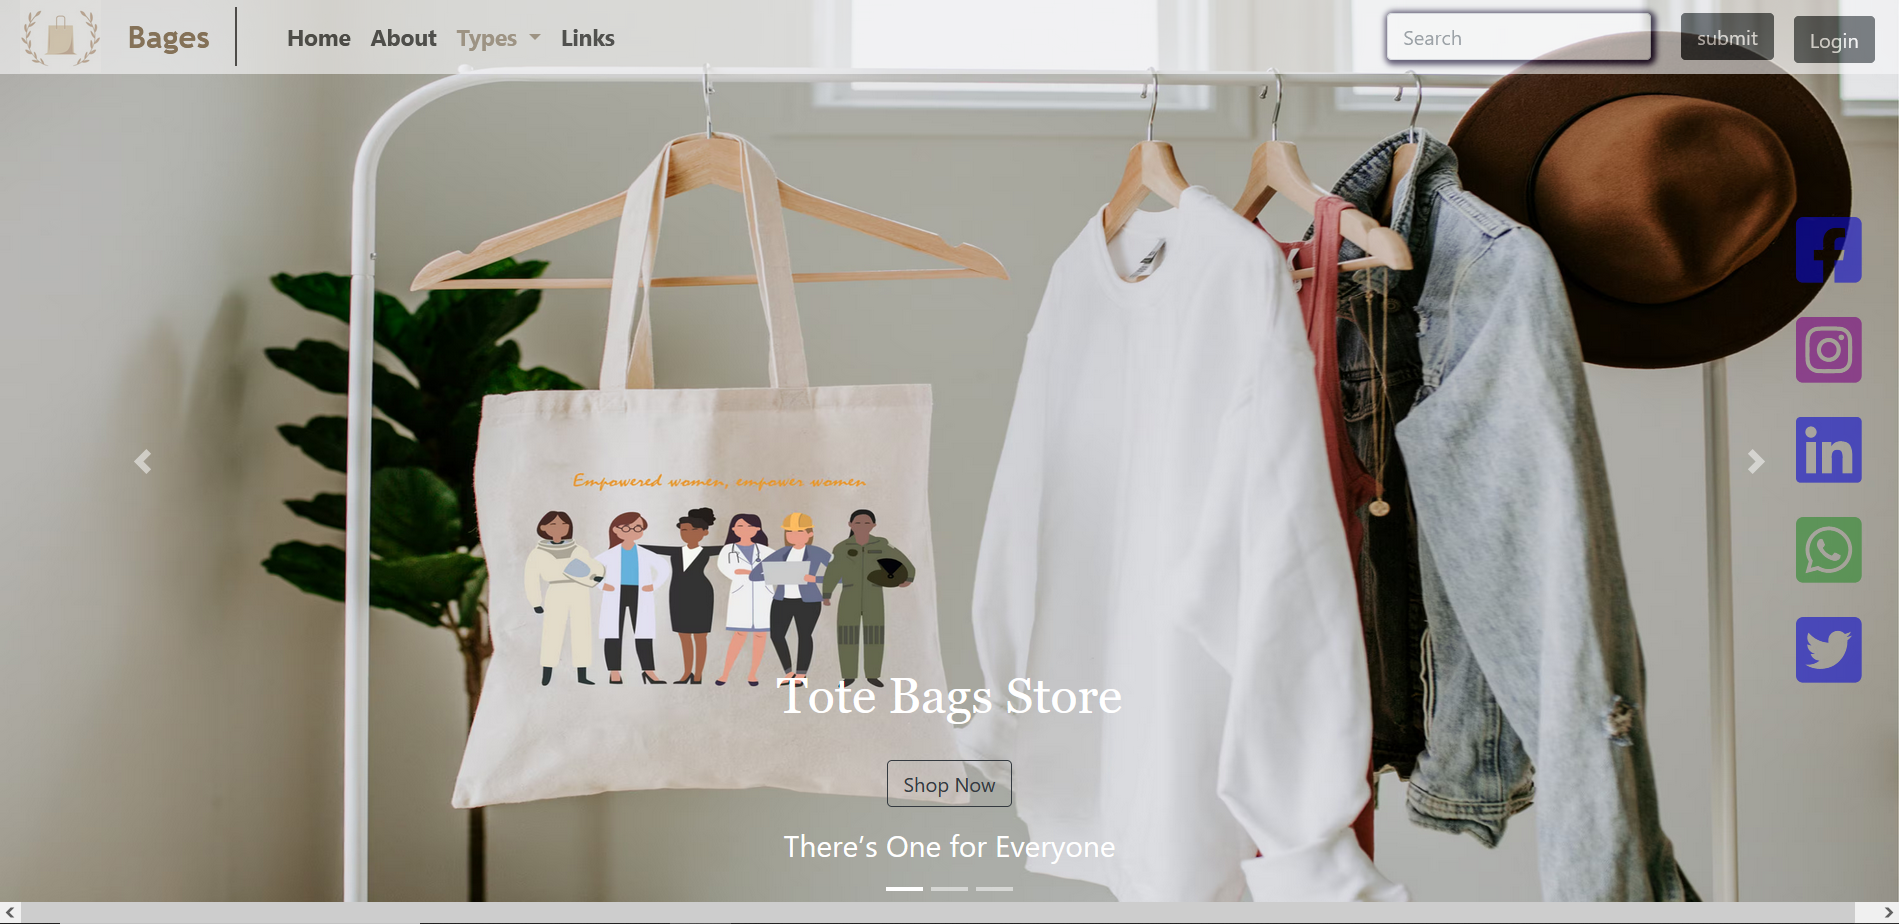 Bages
Home About Types Links
Search
submit
Login
Empowered women, empower women
Tote Bags Store
Shop Now
There's One for Everyone